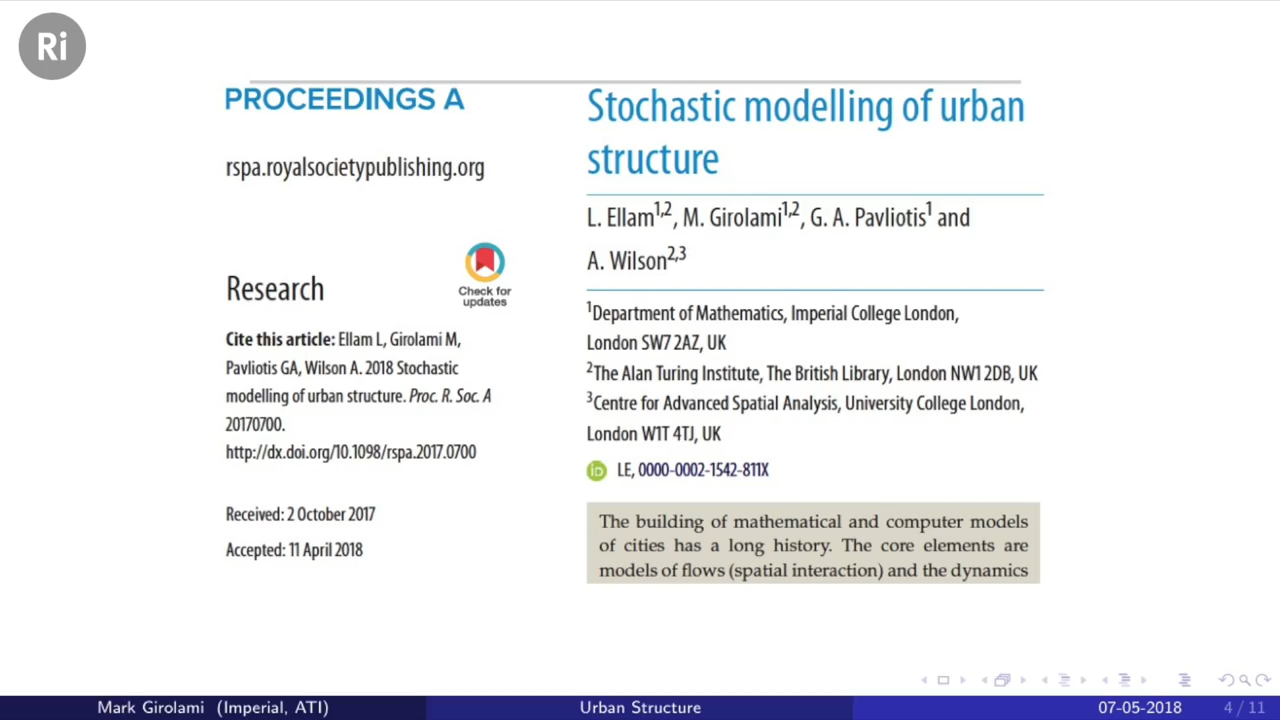 Ri
PROCEEDINGS A
rspa.royalsocietypublishing.org
Research
Check for
updates
Cite this article: Ellam L, Girolami M,
Pavliotis GA, Wilson A. 2018 Stochastic
modelling of urban structure. Proc. R. Soc. A
20170700.
http://dx.doi.org/10.1098/rspa.2017.0700
Received: 2 October 2017
Accepted: 11 April 2018
Stochastic modelling of urban
structure
L. Ellam1,2, M. Girolami1,2, G. A. Pavliotis1 and
A. Wilson2,3
1Department of Mathematics, Imperial College London,
London SW7 2AZ, UK
2The Alan Turing Institute, The British Library, London NW1 2DB, UK
3Centre for Advanced Spatial Analysis, University College London,
London W1T 4TJ, UK
iD LE, 0000-0002-1542-811X
The building of mathematical and computer models
of cities has a long history. The core elements are
models of flows (spatial interaction) and the dynamics
Mark Girolami (Imperial, ATI) Urban Structure 07-05-2018 4 / 11